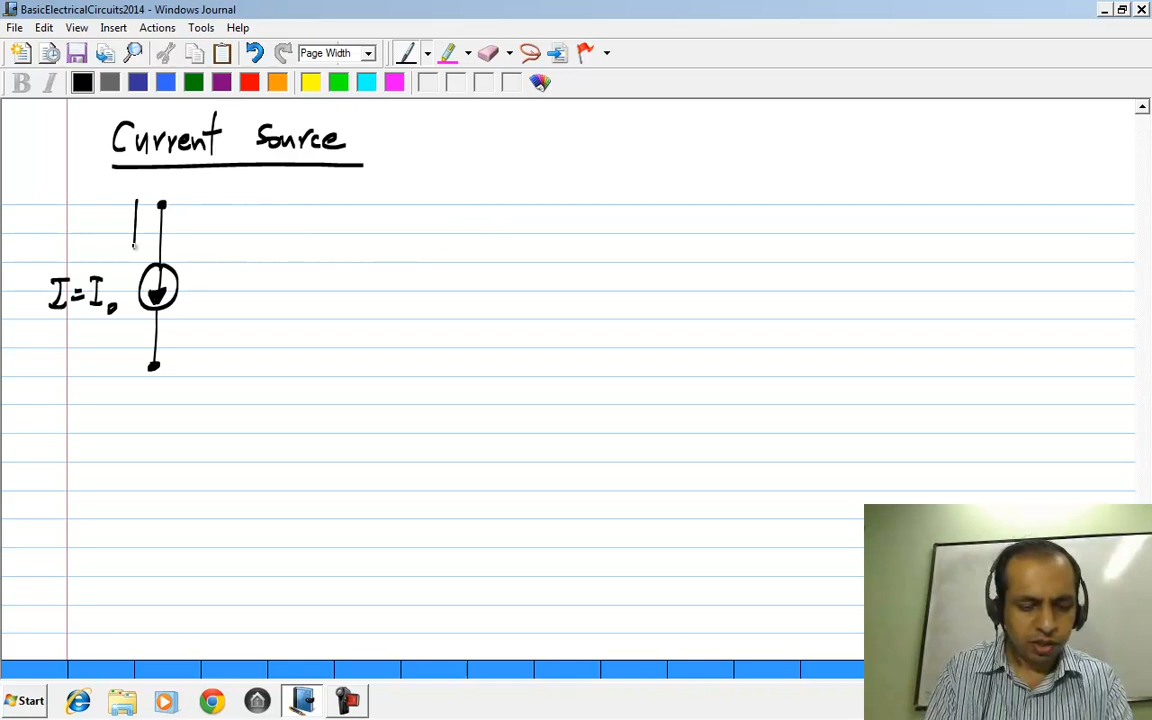 BasicElectricalCircuits2014 - Windows Journal
File Edit View Insert Actions Tools Help
Page Width
B I
Current Source
I=I₀
Start